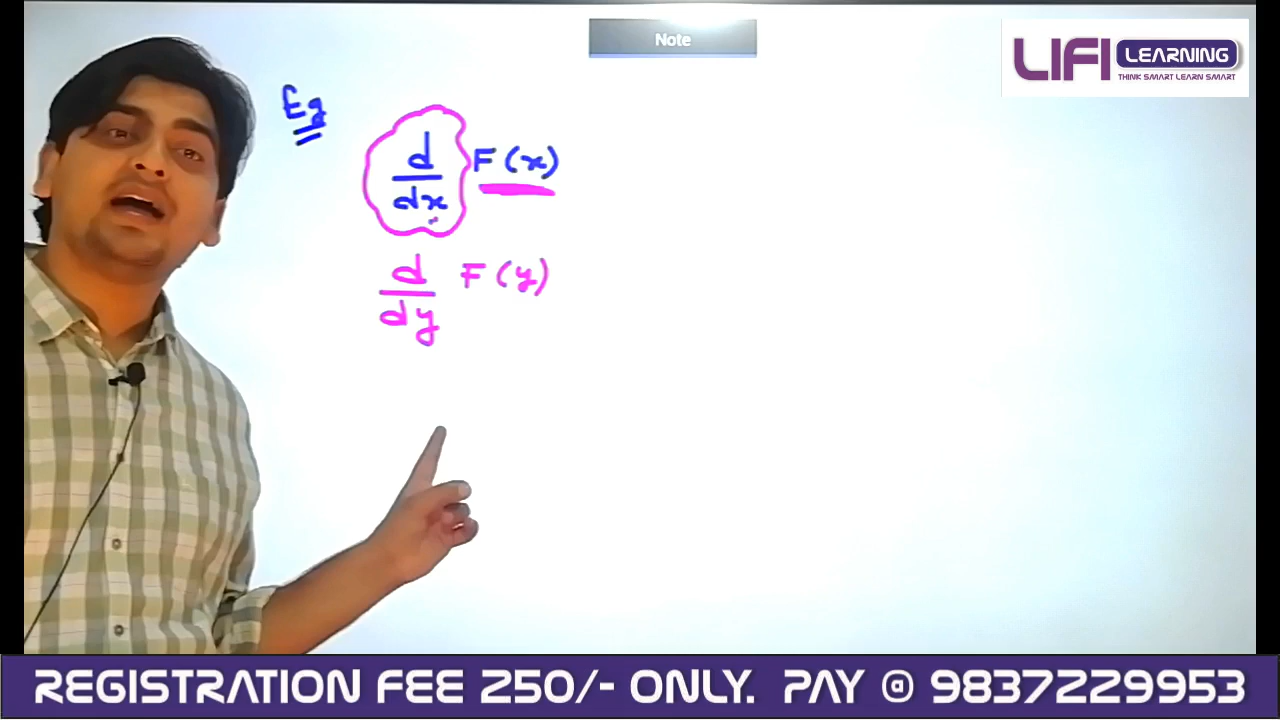 Note
LIFI LEARNING
THINK SMART LEARN SMART
Eg
d/dx F(x)
d/dy F(y)
REGISTRATION FEE 250/- ONLY. PAY @ 9837229953